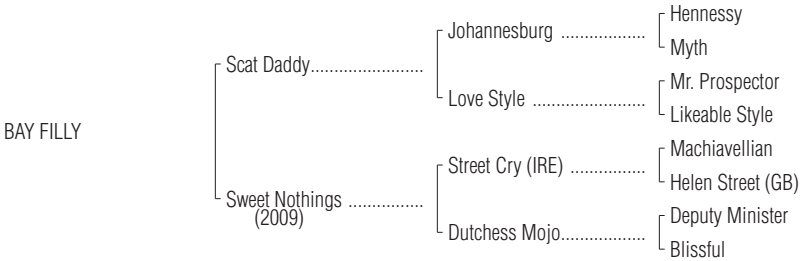 Hennessy
Johannesburg ..................
Myth
Scat Daddy........................
Mr. Prospector
Love Style ........................
Likeable Style
BAY FILLY
Machiavellian
Street Cry (IRE) ................
Helen Street (GB)
Sweet Nothings ................
(2009)
Deputy Minister
Dutchess Mojo..................
Blissful